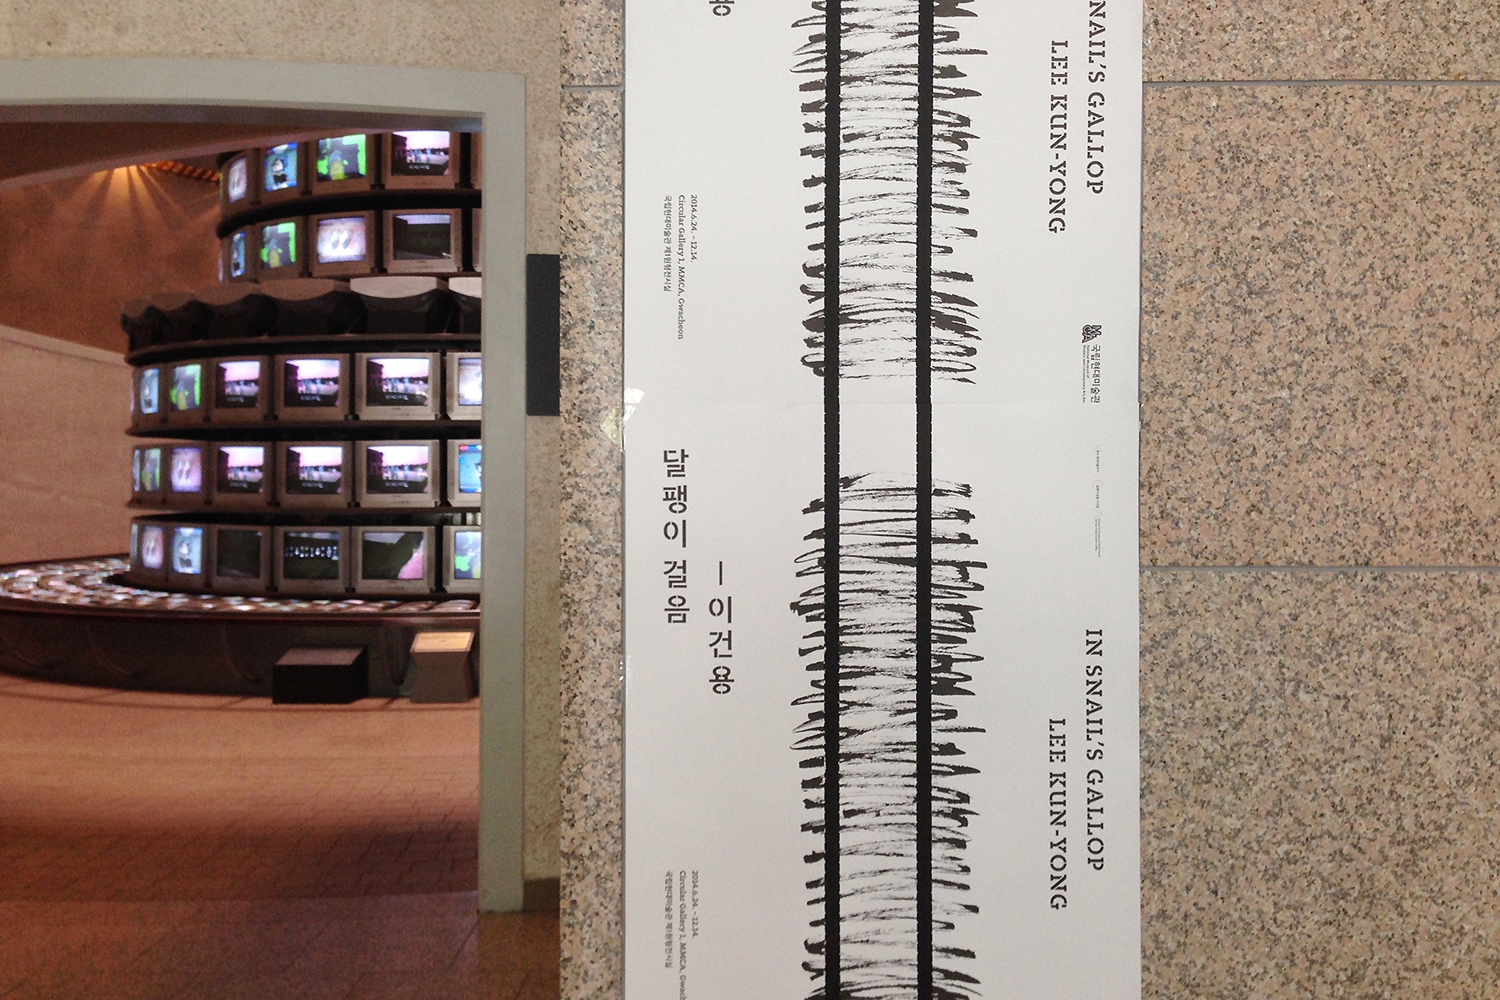 NAIL'S GALLOP
LEE KUN-YONG
2014.6.24. - 12.14.
Circular Gallery 1, MMCA, Gwacheon
국립현대미술관 제1원형전시실
국립현대미술관
달팽이 걸음
— 이건용
IN SNAIL'S GALLOP
LEE KUN-YONG
2014.6.24. - 12.14.
Circular Gallery 1, MMCA, Gwach
국립현대미술관 제1원형전시실